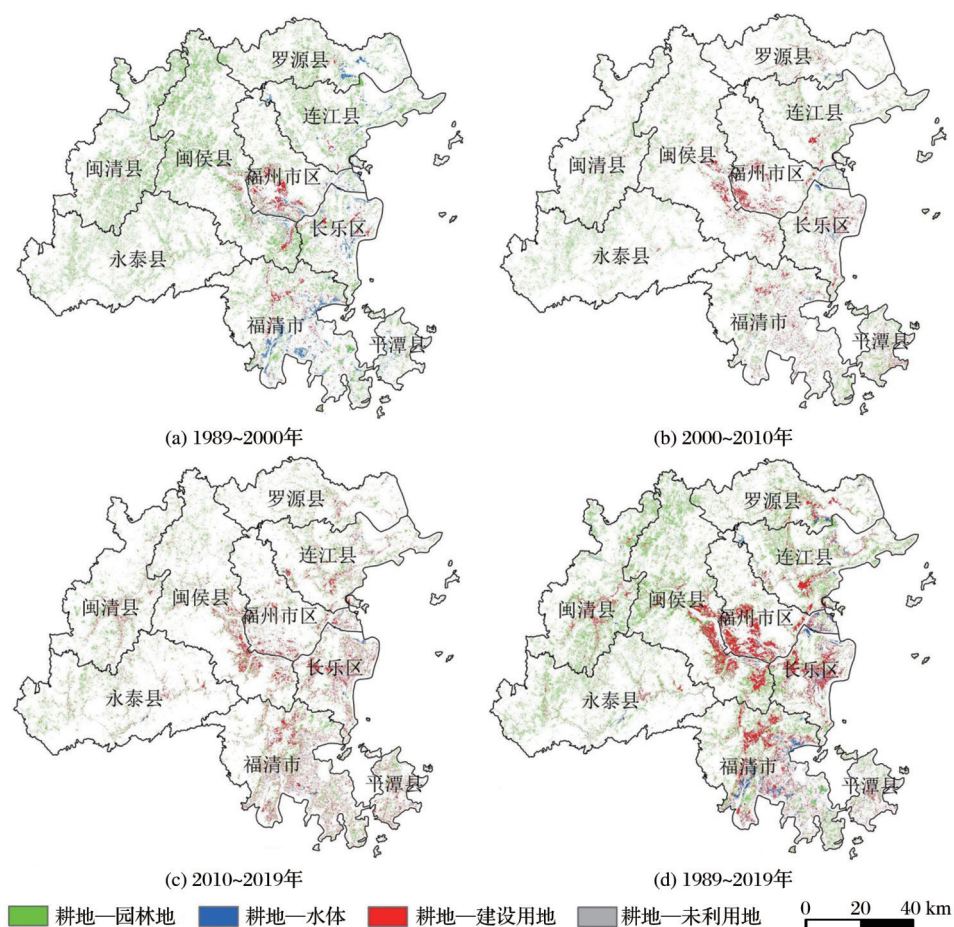 罗源县
连江县
闽清县
闽侯县
福州市区
长乐区
永泰县
福清市
平潭县
(a) 1989~2000年
罗源县
连江县
闽清县
闽侯县
福州市区
长乐区
永泰县
福清市
平潭县
(b) 2000~2010年
罗源县
连江县
闽清县
闽侯县
福州市区
长乐区
永泰县
福清市
平潭县
(c) 2010~2019年
罗源县
连江县
闽清县
闽侯县
福州市区
长乐区
永泰县
福清市
平潭县
(d) 1989~2019年
耕地—园林地 耕地—水体 耕地—建设用地 耕地—未利用地 0 20 40 km